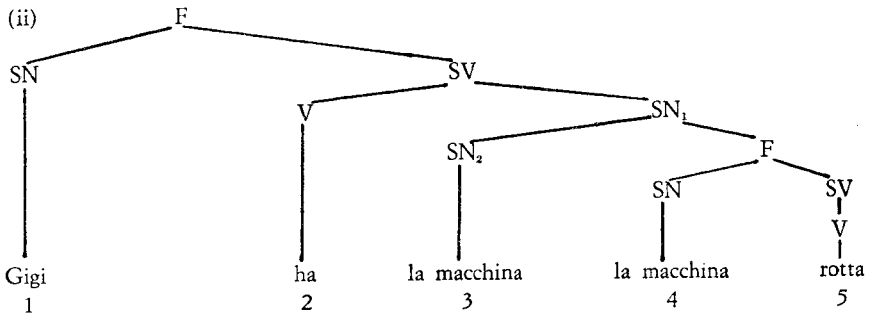 (ii)
F
SN SV
V SN₁
SN₂ F
SN SV
V
Gigi ha la macchina la macchina rotta
1 2 3 4 5